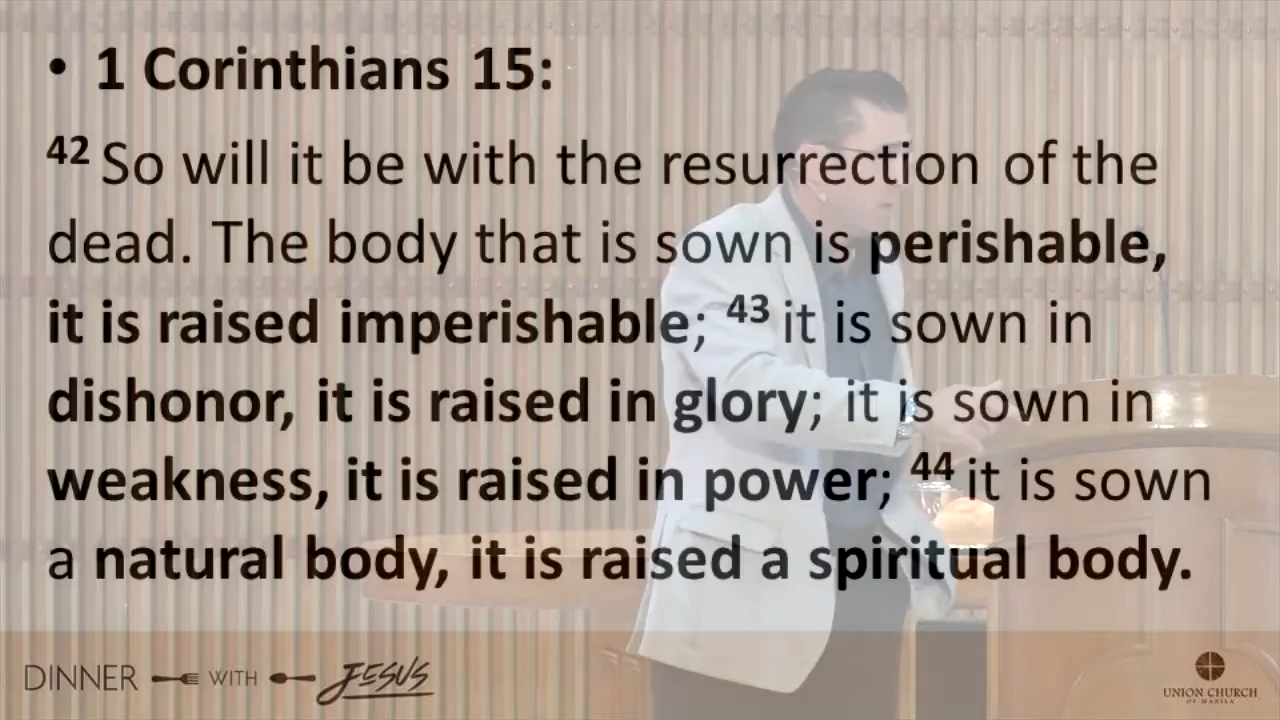 • 1 Corinthians 15:
42 So will it be with the resurrection of the
dead. The body that is sown is perishable,
it is raised imperishable; 43 it is sown in
dishonor, it is raised in glory; it is sown in
weakness, it is raised in power; 44 it is sown
a natural body, it is raised a spiritual body.
DINNER WITH JESUS
UNION CHURCH
OF MANILA